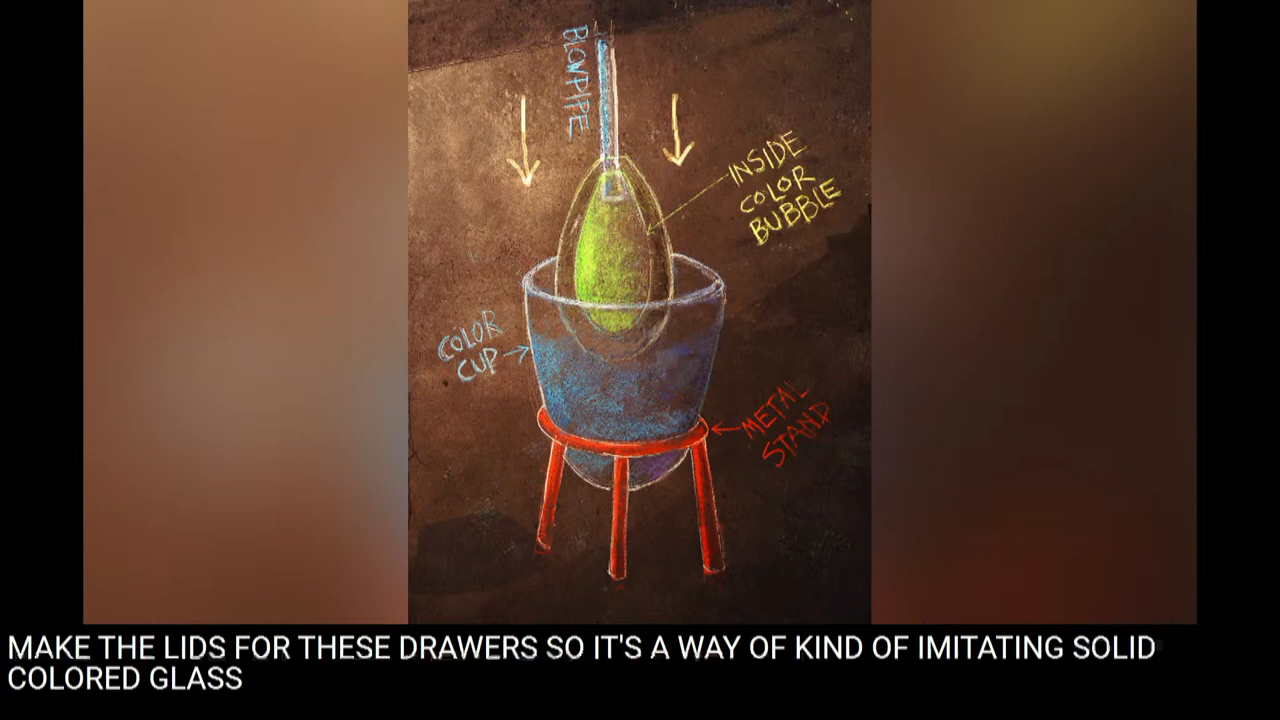 BLOWPIPE
INSIDE
COLOR
BUBBLE
COLOR
CUP
METAL
STAND
MAKE THE LIDS FOR THESE DRAWERS SO IT'S A WAY OF KIND OF IMITATING SOLID
COLORED GLASS